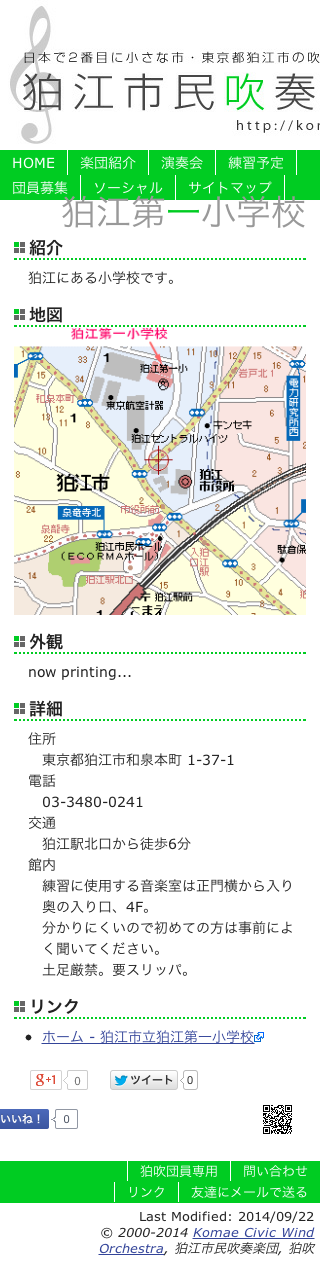 日本で2番目に小さな市・東京都狛江市の吹
狛江市民吹奏
http://kor
HOME 楽団紹介 演奏会 練習予定
団員募集 ソーシャル サイトマップ
狛江第一小学校
紹介
狛江にある小学校です。
地図
狛江第一小学校
狛江第一小
岩戸北1
和泉本町
東京航空計器
電力研究所西
キンセキ
狛江セントラルハイツ
狛江市
狛江
市役所
泉竜寺北
市役所前
泉龍寺
狛江市民ホール
(ECORMAホール)
狛江駅入口
駄倉保
狛江駅北口
狛江駅前
こまえ
外観
now printing...
詳細
住所
東京都狛江市和泉本町 1-37-1
電話
03-3480-0241
交通
狛江駅北口から徒歩6分
館内
練習に使用する音楽室は正門横から入り
奥の入り口、4F。
分かりにくいので初めての方は事前によ
く聞いてください。
土足厳禁。要スリッパ。
リンク
ホーム - 狛江市立狛江第一小学校
g+1 0 ツイート 0
いいね! 0
狛吹団員専用 問い合わせ
リンク 友達にメールで送る
Last Modified: 2014/09/22
© 2000-2014 Komae Civic Wind
Orchestra, 狛江市民吹奏楽団, 狛吹